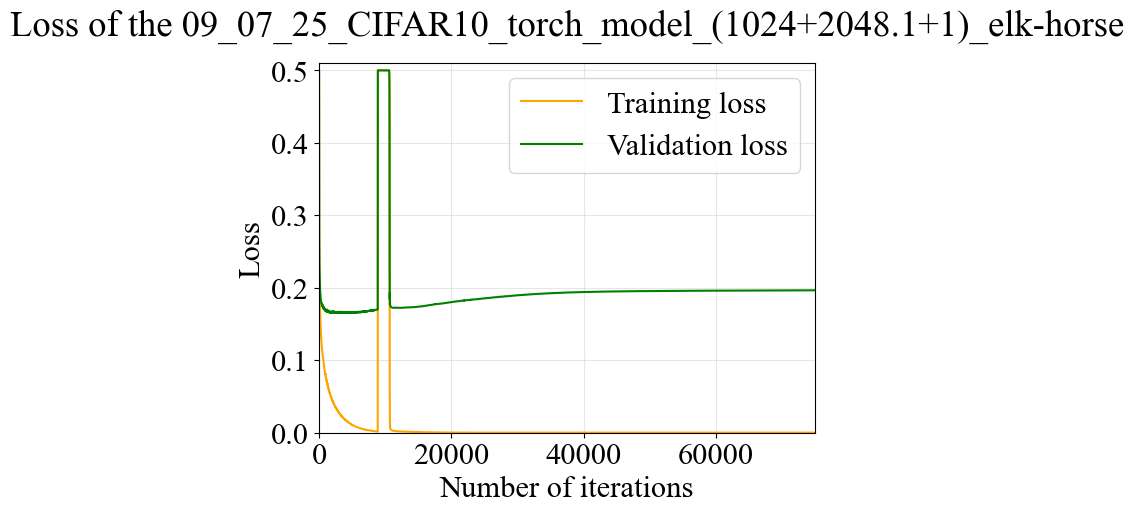 Loss of the 09_07_25_CIFAR10_torch_model_(1024+2048.1+1)_elk-horse
0.5
0.4
0.3
0.2
0.1
0.0
Loss
Training loss
Validation loss
0 20000 40000 60000
Number of iterations